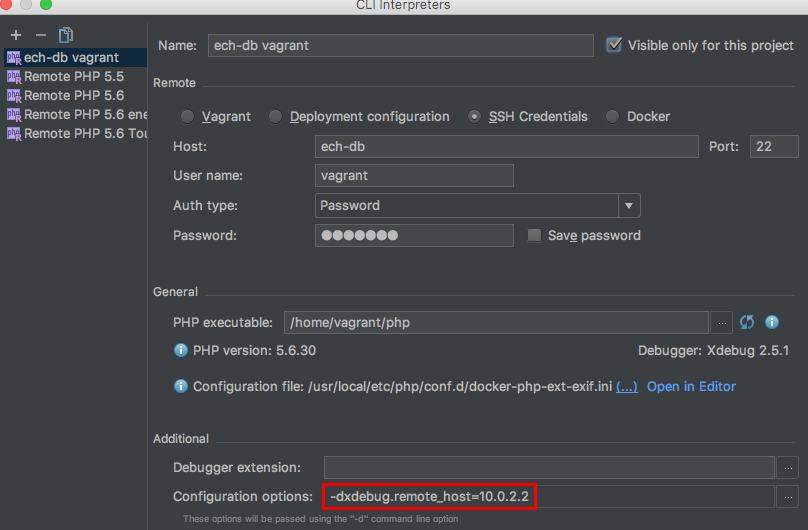 CLI Interpreters
ech-db vagrant
Remote PHP 5.5
Remote PHP 5.6
Remote PHP 5.6 ene
Remote PHP 5.6 Tou
Name: ech-db vagrant Visible only for this project
Remote
Vagrant Deployment configuration SSH Credentials Docker
Host: ech-db Port: 22
User name: vagrant
Auth type: Password
Password: ●●●●●●● Save password
General
PHP executable: /home/vagrant/php ...
PHP version: 5.6.30 Debugger: Xdebug 2.5.1
Configuration file: /usr/local/etc/php/conf.d/docker-php-ext-exif.ini (...) Open in Editor
Additional
Debugger extension: ...
Configuration options: -dxdebug.remote_host=10.0.2.2 ...
These options will be passed using the "-d" command line option